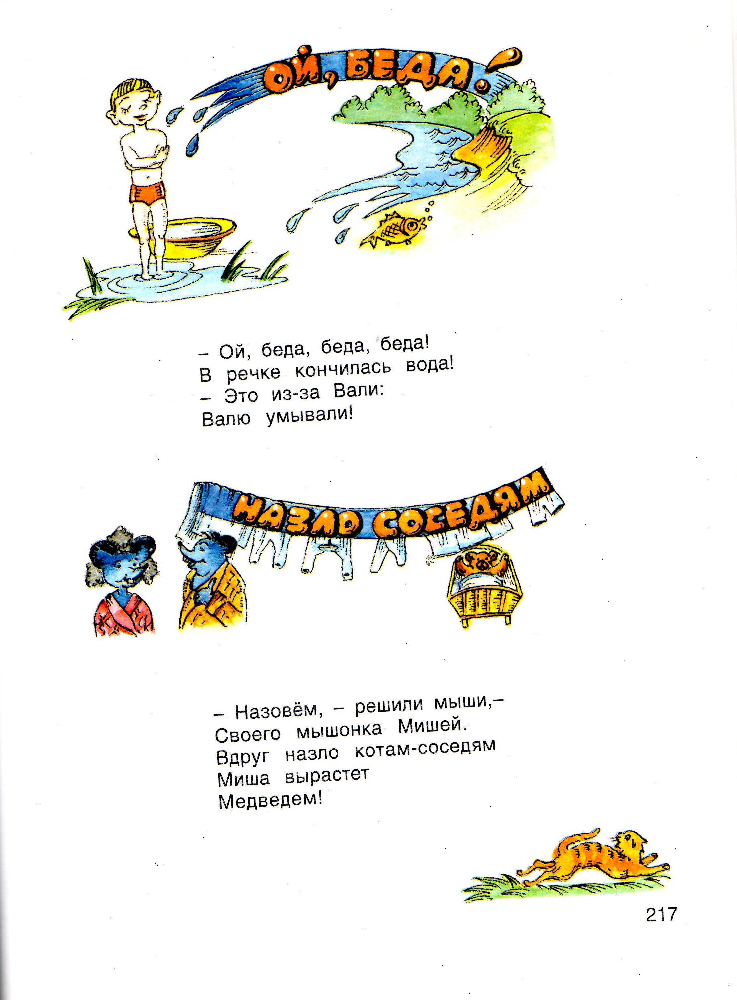 ОЙ, БЕДА!
– Ой, беда, беда, беда!
В речке кончилась вода!
– Это из-за Вали:
Валю умывали!
НАЗЛО СОСЕДЯМ
– Назовём, – решили мыши,–
Своего мышонка Мишей.
Вдруг назло котам-соседям
Миша вырастет
Медведем!
217